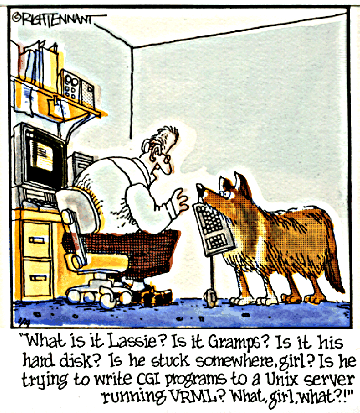 ©RICHTENNANT
"What is it Lassie? Is it Gramps? Is it his
hard disk? Is he stuck somewhere, girl? Is he
trying to write CGI programs to a Unix server
running VRML? What, girl, what?!"